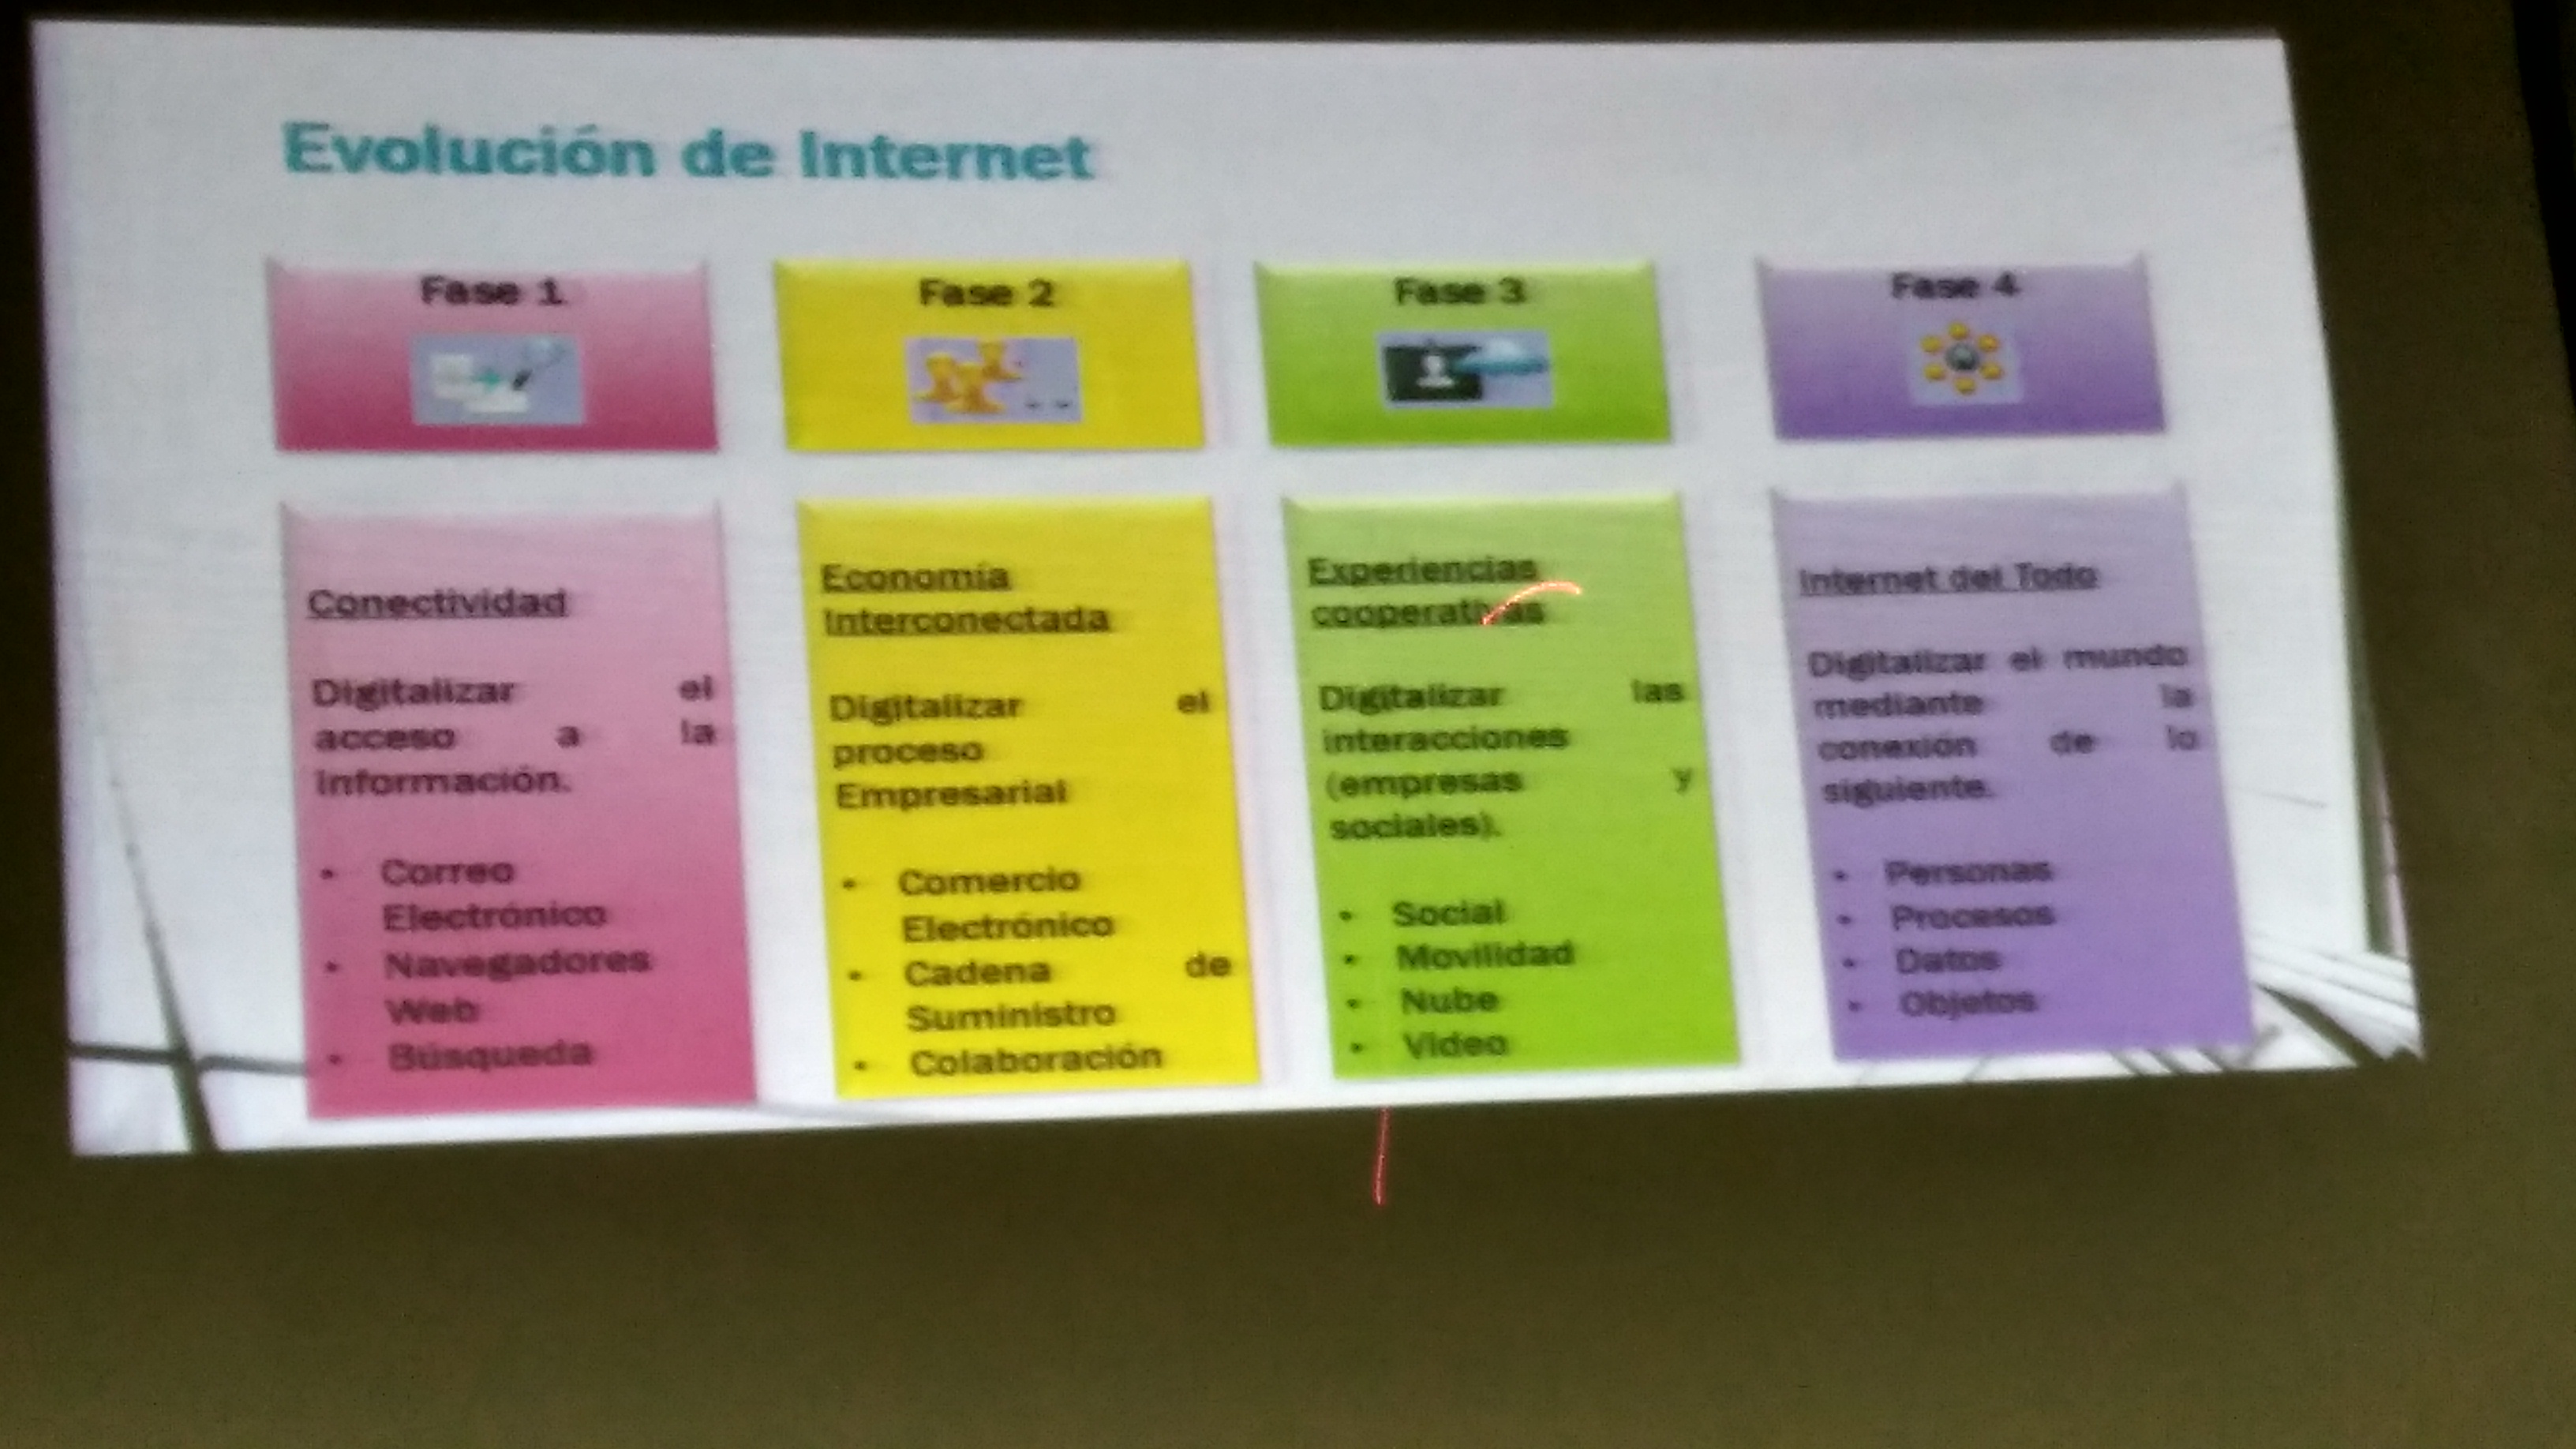 Evolución de Internet
Fase 1
Fase 2
Fase 3
Fase 4
Conectividad
Digitalizar el
acceso a la
Información.
• Correo
Electrónico
• Navegadores
Web
• Búsqueda
Economía
Interconectada
Digitalizar el
proceso
Empresarial
• Comercio
Electrónico
• Cadena de
Suministro
• Colaboración
Experiencias
cooperativas
Digitalizar las
interacciones
(empresas y
sociales).
• Social
• Movilidad
• Nube
• Video
Internet del Todo
Digitalizar el mundo
mediante la
conexión de lo
siguiente.
• Personas
• Procesos
• Datos
• Objetos